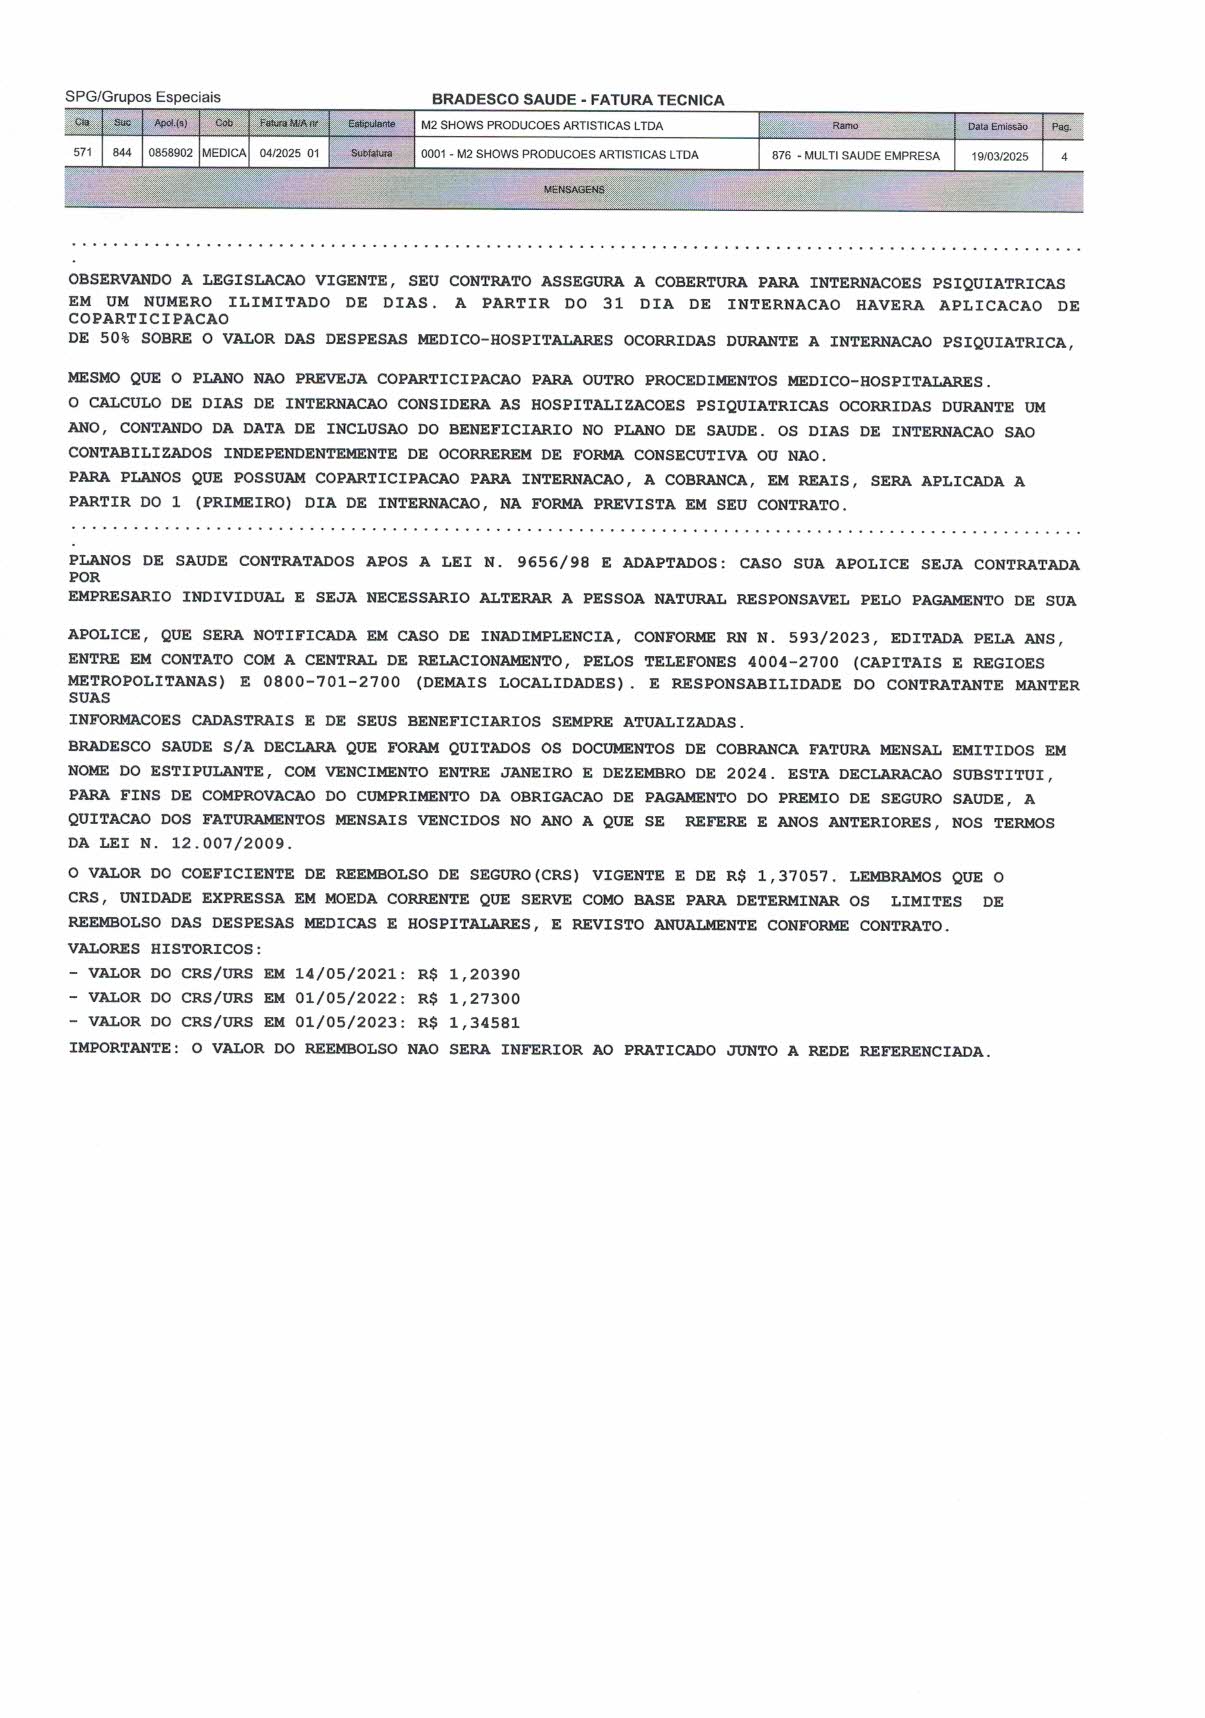 SPG/Grupos Especiais
BRADESCO SAUDE - FATURA TECNICA
Cia Suc Apol.(s) Cob Fatura M/A nr Estipulante M2 SHOWS PRODUCOES ARTISTICAS LTDA Ramo Data Emissão Pag.
571 844 0858902 MEDICA 04/2025 01 Subfatura 0001 - M2 SHOWS PRODUCOES ARTISTICAS LTDA 876 - MULTI SAUDE EMPRESA 19/03/2025 4
MENSAGENS
..................................................................................................
.
OBSERVANDO A LEGISLACAO VIGENTE, SEU CONTRATO ASSEGURA A COBERTURA PARA INTERNACOES PSIQUIATRICAS
EM UM NUMERO ILIMITADO DE DIAS. A PARTIR DO 31 DIA DE INTERNACAO HAVERA APLICACAO DE
COPARTICIPACAO
DE 50% SOBRE O VALOR DAS DESPESAS MEDICO-HOSPITALARES OCORRIDAS DURANTE A INTERNACAO PSIQUIATRICA,
MESMO QUE O PLANO NAO PREVEJA COPARTICIPACAO PARA OUTRO PROCEDIMENTOS MEDICO-HOSPITALARES.
O CALCULO DE DIAS DE INTERNACAO CONSIDERA AS HOSPITALIZACOES PSIQUIATRICAS OCORRIDAS DURANTE UM
ANO, CONTANDO DA DATA DE INCLUSAO DO BENEFICIARIO NO PLANO DE SAUDE. OS DIAS DE INTERNACAO SAO
CONTABILIZADOS INDEPENDENTEMENTE DE OCORREREM DE FORMA CONSECUTIVA OU NAO.
PARA PLANOS QUE POSSUAM COPARTICIPACAO PARA INTERNACAO, A COBRANCA, EM REAIS, SERA APLICADA A
PARTIR DO 1 (PRIMEIRO) DIA DE INTERNACAO, NA FORMA PREVISTA EM SEU CONTRATO.
..................................................................................................
.
PLANOS DE SAUDE CONTRATADOS APOS A LEI N. 9656/98 E ADAPTADOS: CASO SUA APOLICE SEJA CONTRATADA
POR
EMPRESARIO INDIVIDUAL E SEJA NECESSARIO ALTERAR A PESSOA NATURAL RESPONSAVEL PELO PAGAMENTO DE SUA
APOLICE, QUE SERA NOTIFICADA EM CASO DE INADIMPLENCIA, CONFORME RN N. 593/2023, EDITADA PELA ANS,
ENTRE EM CONTATO COM A CENTRAL DE RELACIONAMENTO, PELOS TELEFONES 4004-2700 (CAPITAIS E REGIOES
METROPOLITANAS) E 0800-701-2700 (DEMAIS LOCALIDADES). E RESPONSABILIDADE DO CONTRATANTE MANTER
SUAS
INFORMACOES CADASTRAIS E DE SEUS BENEFICIARIOS SEMPRE ATUALIZADAS.
BRADESCO SAUDE S/A DECLARA QUE FORAM QUITADOS OS DOCUMENTOS DE COBRANCA FATURA MENSAL EMITIDOS EM
NOME DO ESTIPULANTE, COM VENCIMENTO ENTRE JANEIRO E DEZEMBRO DE 2024. ESTA DECLARACAO SUBSTITUI,
PARA FINS DE COMPROVACAO DO CUMPRIMENTO DA OBRIGACAO DE PAGAMENTO DO PREMIO DE SEGURO SAUDE, A
QUITACAO DOS FATURAMENTOS MENSAIS VENCIDOS NO ANO A QUE SE REFERE E ANOS ANTERIORES, NOS TERMOS
DA LEI N. 12.007/2009.
O VALOR DO COEFICIENTE DE REEMBOLSO DE SEGURO(CRS) VIGENTE E DE R$ 1,37057. LEMBRAMOS QUE O
CRS, UNIDADE EXPRESSA EM MOEDA CORRENTE QUE SERVE COMO BASE PARA DETERMINAR OS LIMITES DE
REEMBOLSO DAS DESPESAS MEDICAS E HOSPITALARES, E REVISTO ANUALMENTE CONFORME CONTRATO.
VALORES HISTORICOS:
- VALOR DO CRS/URS EM 14/05/2021: R$ 1,20390
- VALOR DO CRS/URS EM 01/05/2022: R$ 1,27300
- VALOR DO CRS/URS EM 01/05/2023: R$ 1,34581
IMPORTANTE: O VALOR DO REEMBOLSO NAO SERA INFERIOR AO PRATICADO JUNTO A REDE REFERENCIADA.